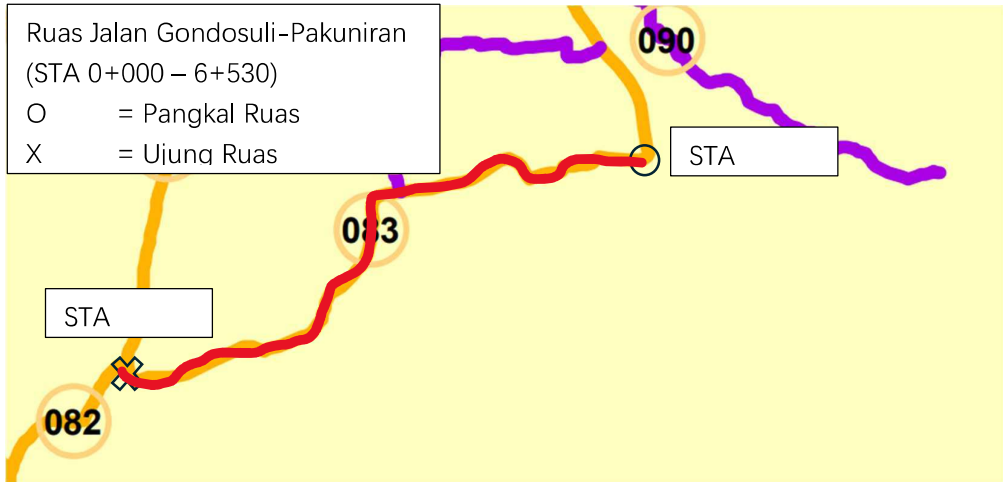 Ruas Jalan Gondosuli-Pakuniran
(STA 0+000 – 6+530)
O = Pangkal Ruas
X = Ujung Ruas
090
STA
083
STA
082